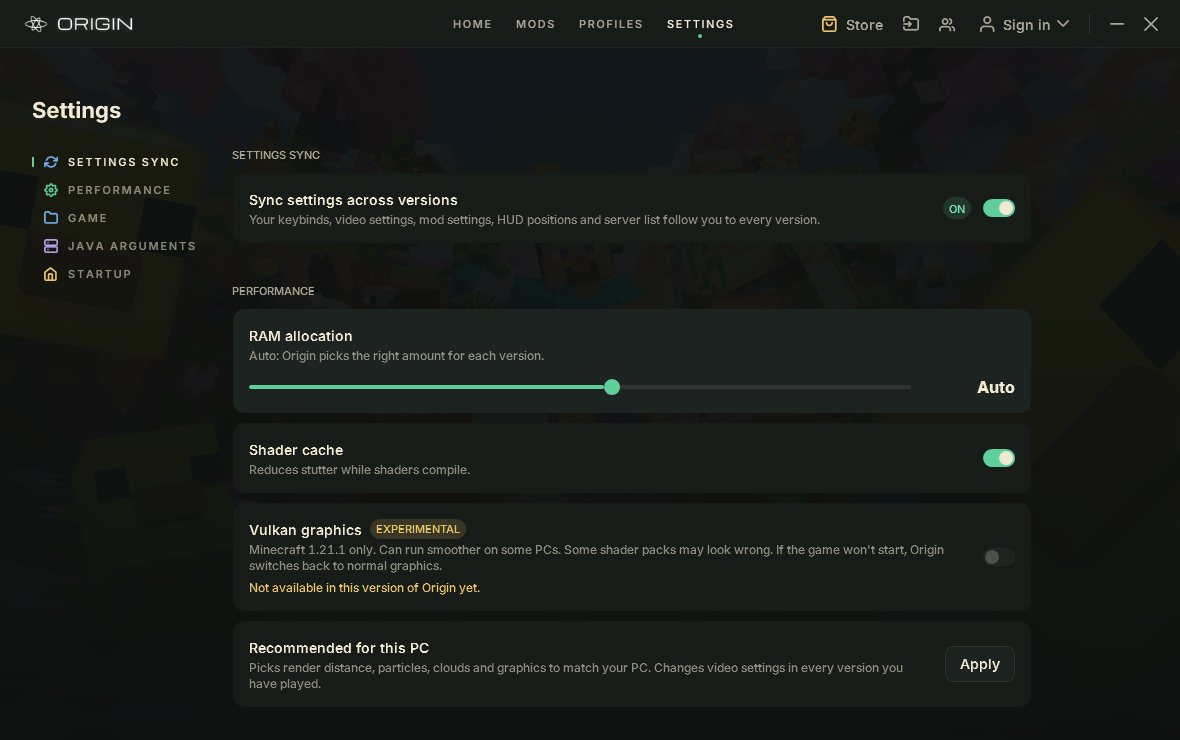 ORIGIN
HOME MODS PROFILES SETTINGS
Store
Sign in
Settings
SETTINGS SYNC
PERFORMANCE
GAME
JAVA ARGUMENTS
STARTUP
SETTINGS SYNC
Sync settings across versions
Your keybinds, video settings, mod settings, HUD positions and server list follow you to every version.
ON
PERFORMANCE
RAM allocation
Auto: Origin picks the right amount for each version.
Auto
Shader cache
Reduces stutter while shaders compile.
Vulkan graphics EXPERIMENTAL
Minecraft 1.21.1 only. Can run smoother on some PCs. Some shader packs may look wrong. If the game won't start, Origin
switches back to normal graphics.
Not available in this version of Origin yet.
Recommended for this PC
Picks render distance, particles, clouds and graphics to match your PC. Changes video settings in every version you
have played.
Apply